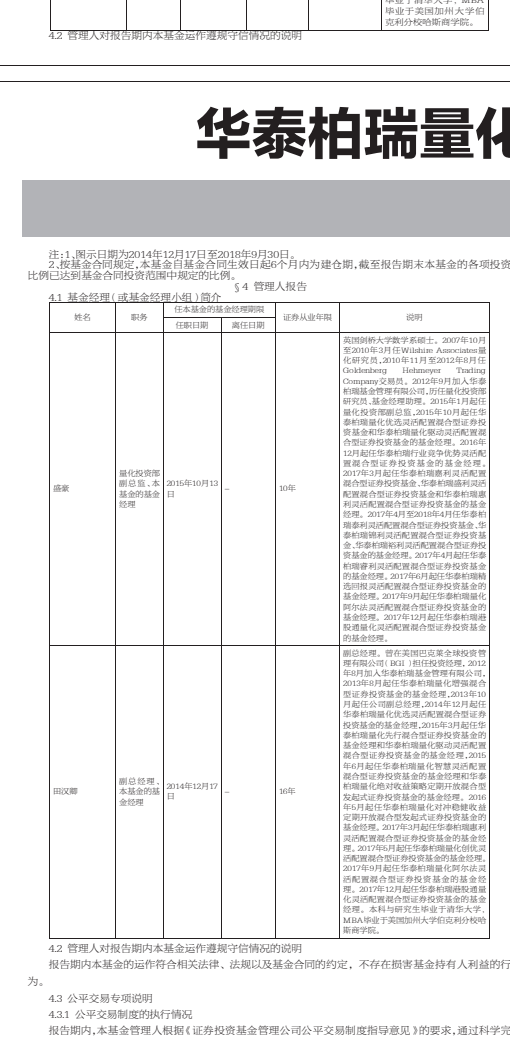 毕业于清华大学，MBA
毕业于美国加州大学伯
克利分校哈斯商学院。
4.2 管理人对报告期内本基金运作遵规守信情况的说明
华泰柏瑞量化
注:1、图示日期为2014年12月17日至2018年9月30日。
2、按基金合同规定,本基金自基金合同生效日起6个月内为建仓期,截至报告期末本基金的各项投资
比例已达到基金合同投资范围中规定的比例。
§4 管理人报告
4.1 基金经理(或基金经理小组)简介
姓名 职务 任本基金的基金经理期限 证券从业年限 说明
任职日期 离任日期
盛豪
量化投资部
副总监、本
基金的基金
经理
2015年10月13
日
–
10年
英国剑桥大学数学系硕士。2007年10月
至2010年3月任Wilshire Associates量
化研究员,2010年11月至2012年8月任
Goldenberg Hehmeyer Trading
Company交易员。2012年9月加入华泰
柏瑞基金管理有限公司,历任量化投资部
研究员、基金经理助理。2015年1月起任
量化投资部副总监,2015年10月起任华
泰柏瑞量化优选灵活配置混合型证券投
资基金和华泰柏瑞量化驱动灵活配置混
合型证券投资基金的基金经理。2016年
12月起任华泰柏瑞行业竞争优势灵活配
置混合型证券投资基金的基金经理。
2017年3月起任华泰柏瑞嘉利灵活配置
混合型证券投资基金、华泰柏瑞盛利灵活
配置混合型证券投资基金和华泰柏瑞惠
利灵活配置混合型证券投资基金的基金
经理。2017年4月至2018年4月任华泰柏
瑞泰利灵活配置混合型证券投资基金、华
泰柏瑞锦利灵活配置混合型证券投资基
金、华泰柏瑞裕利灵活配置混合型证券投
资基金的基金经理。2017年4月起任华泰
柏瑞睿利灵活配置混合型证券投资基金
的基金经理。2017年6月起任华泰柏瑞精
选回报灵活配置混合型证券投资基金的
基金经理。2017年9月起任华泰柏瑞量化
阿尔法灵活配置混合型证券投资基金的
基金经理。2017年12月起任华泰柏瑞港
股通量化灵活配置混合型证券投资基金
的基金经理。
田汉卿
副总经理、
本基金的基
金经理
2014年12月17
日
–
16年
副总经理。曾在美国巴克莱全球投资管
理有限公司(BGI)担任投资经理,2012
年8月加入华泰柏瑞基金管理有限公司,
2013年8月起任华泰柏瑞量化增强混合
型证券投资基金的基金经理,2013年10
月起任公司副总经理,2014年12月起任
华泰柏瑞量化优选灵活配置混合型证券
投资基金的基金经理,2015年3月起任华
泰柏瑞量化先行混合型证券投资基金的
基金经理和华泰柏瑞量化驱动灵活配置
混合型证券投资基金的基金经理,2015
年6月起任华泰柏瑞量化智慧灵活配置
混合型证券投资基金的基金经理和华泰
柏瑞量化绝对收益策略定期开放混合型
发起式证券投资基金的基金经理。2016
年5月起任华泰柏瑞量化对冲稳健收益
定期开放混合型发起式证券投资基金的
基金经理。2017年3月起任华泰柏瑞惠利
灵活配置混合型证券投资基金的基金经
理。2017年5月起任华泰柏瑞量化创优灵
活配置混合型证券投资基金的基金经理。
2017年9月起任华泰柏瑞量化阿尔法灵
活配置混合型证券投资基金的基金经
理。2017年12月起任华泰柏瑞港股通量
化灵活配置混合型证券投资基金的基金
经理。本科与研究生毕业于清华大学,
MBA毕业于美国加州大学伯克利分校哈
斯商学院。
4.2 管理人对报告期内本基金运作遵规守信情况的说明
报告期内本基金的运作符合相关法律、法规以及基金合同的约定，不存在损害基金持有人利益的行
为。
4.3 公平交易专项说明
4.3.1 公平交易制度的执行情况
报告期内,本基金管理人根据《证券投资基金管理公司公平交易制度指导意见》的要求,通过科学完